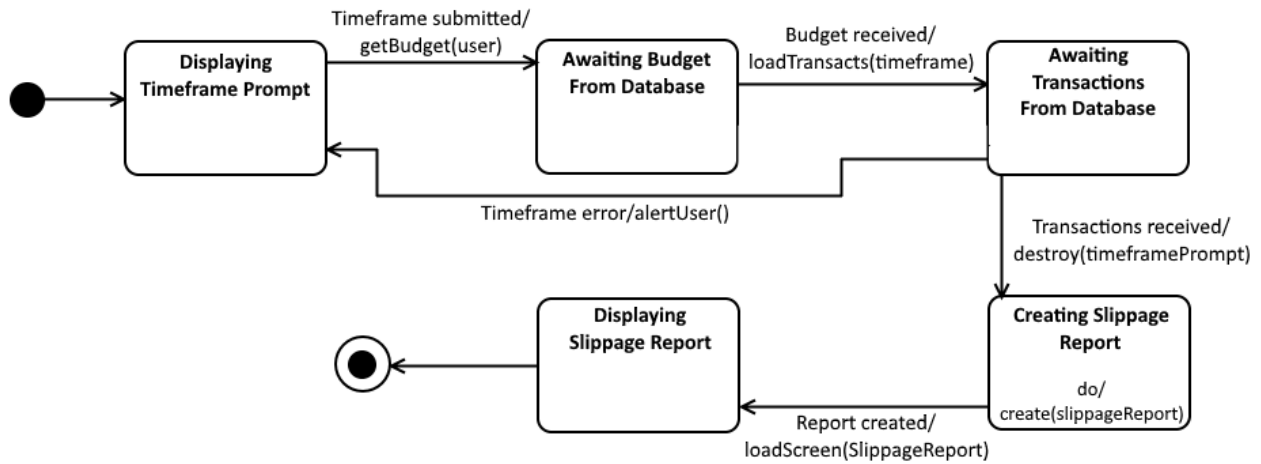 Timeframe submitted/
getBudget(user)
Displaying
Timeframe Prompt
Awaiting Budget
From Database
Budget received/
loadTransacts(timeframe)
Awaiting
Transactions
From Database
Timeframe error/alertUser()
Transactions received/
destroy(timeframePrompt)
Displaying
Slippage Report
Creating Slippage
Report
do/
create(slippageReport)
Report created/
loadScreen(SlippageReport)